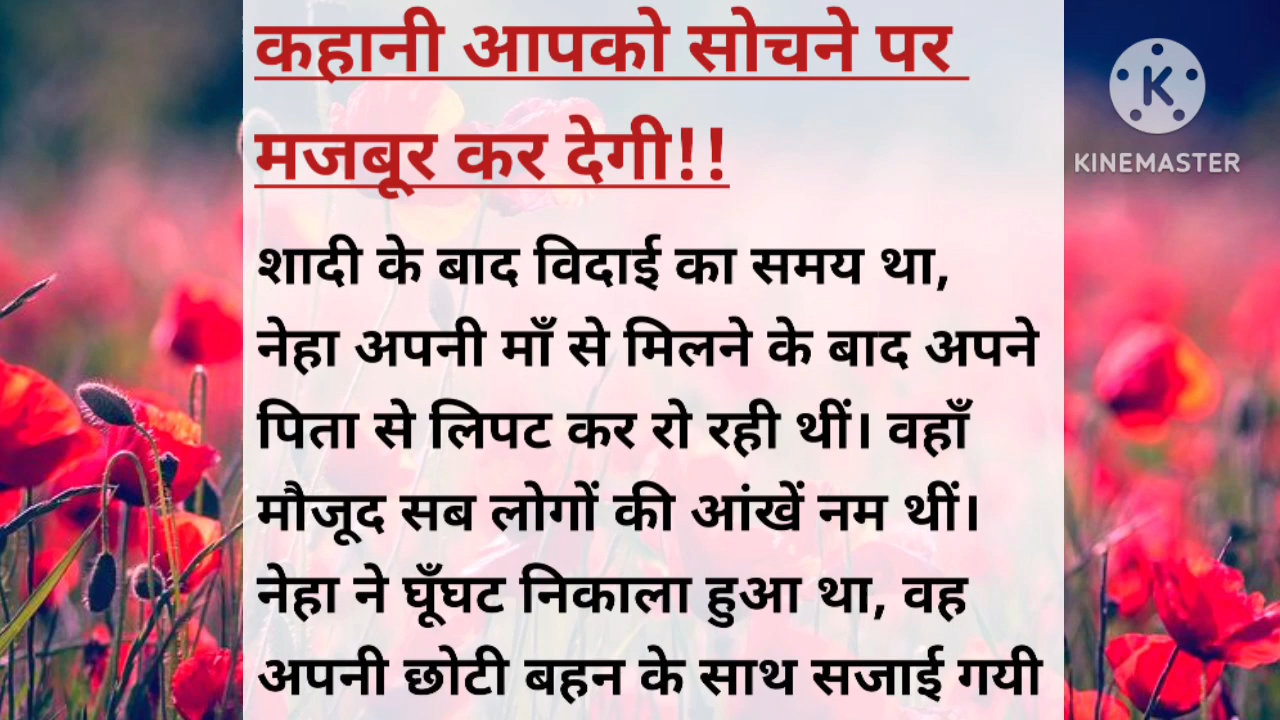 कहानी आपको सोचने पर
मजबूर कर देगी!!
शादी के बाद विदाई का समय था,
नेहा अपनी माँ से मिलने के बाद अपने
पिता से लिपट कर रो रही थीं। वहाँ
मौजूद सब लोगों की आंखें नम थीं।
नेहा ने घूँघट निकाला हुआ था, वह
अपनी छोटी बहन के साथ सजाई गयी
K
KINEMASTER